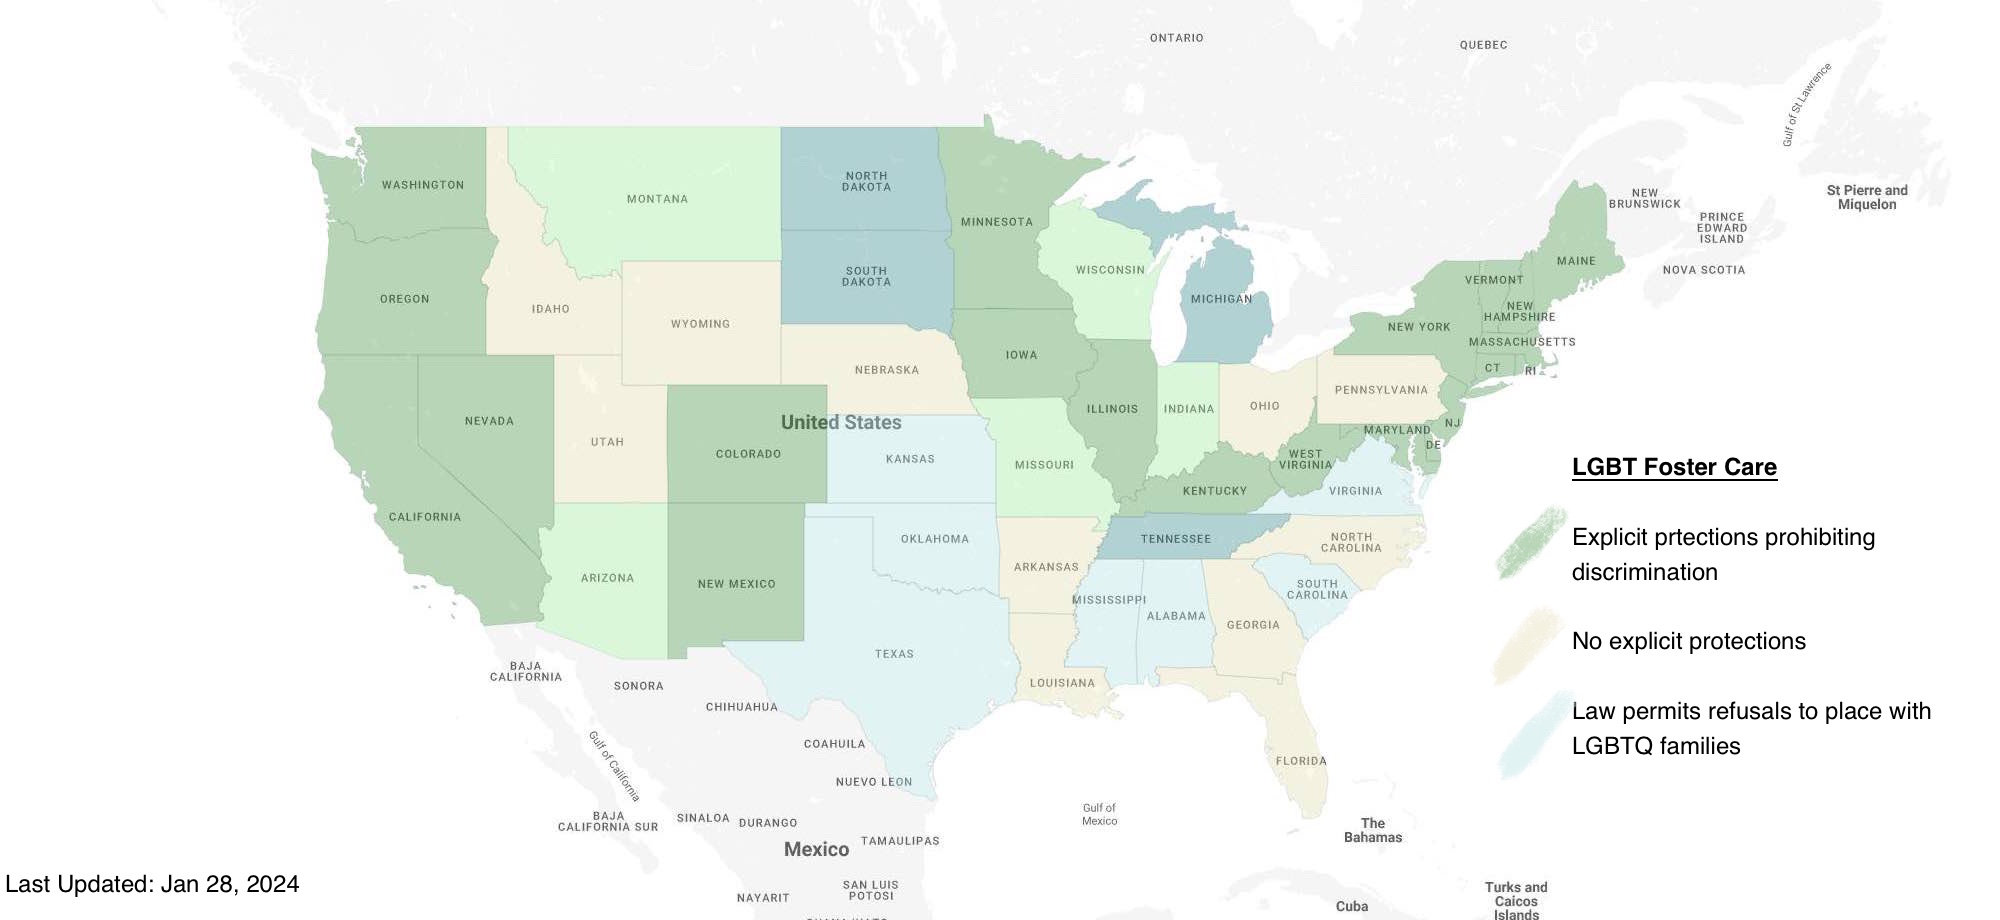 ONTARIO
QUEBEC
Gulf of St Lawrence
WASHINGTON
MONTANA
NORTH
DAKOTA
MINNESOTA
NEW
BRUNSWICK
St Pierre and
Miquelon
PRINCE
EDWARD
ISLAND
NOVA SCOTIA
MAINE
VERMONT
NEW
HAMPSHIRE
OREGON
IDAHO
WYOMING
SOUTH
DAKOTA
WISCONSIN
MICHIGAN
NEW YORK
MASSACHUSETTS
CT
RI
IOWA
NEBRASKA
PENNSYLVANIA
NEVADA
UTAH
United States
COLORADO
KANSAS
MISSOURI
ILLINOIS
INDIANA
OHIO
WEST
VIRGINIA
MARYLAND
NJ
DE
KENTUCKY
VIRGINIA
CALIFORNIA
ARIZONA
NEW MEXICO
OKLAHOMA
ARKANSAS
TENNESSEE
NORTH
CAROLINA
SOUTH
CAROLINA
MISSISSIPPI
ALABAMA
GEORGIA
TEXAS
LOUISIANA
FLORIDA
LGBT Foster Care
Explicit prtections prohibiting
discrimination
No explicit protections
Law permits refusals to place with
LGBTQ families
BAJA
CALIFORNIA
SONORA
CHIHUAHUA
COAHUILA
Gulf of California
NUEVO LEON
BAJA
CALIFORNIA SUR
SINALOA
DURANGO
TAMAULIPAS
Mexico
Gulf of
Mexico
The
Bahamas
NAYARIT
SAN LUIS
POTOSI
Cuba
Turks and
Caicos
Islands
Last Updated: Jan 28, 2024